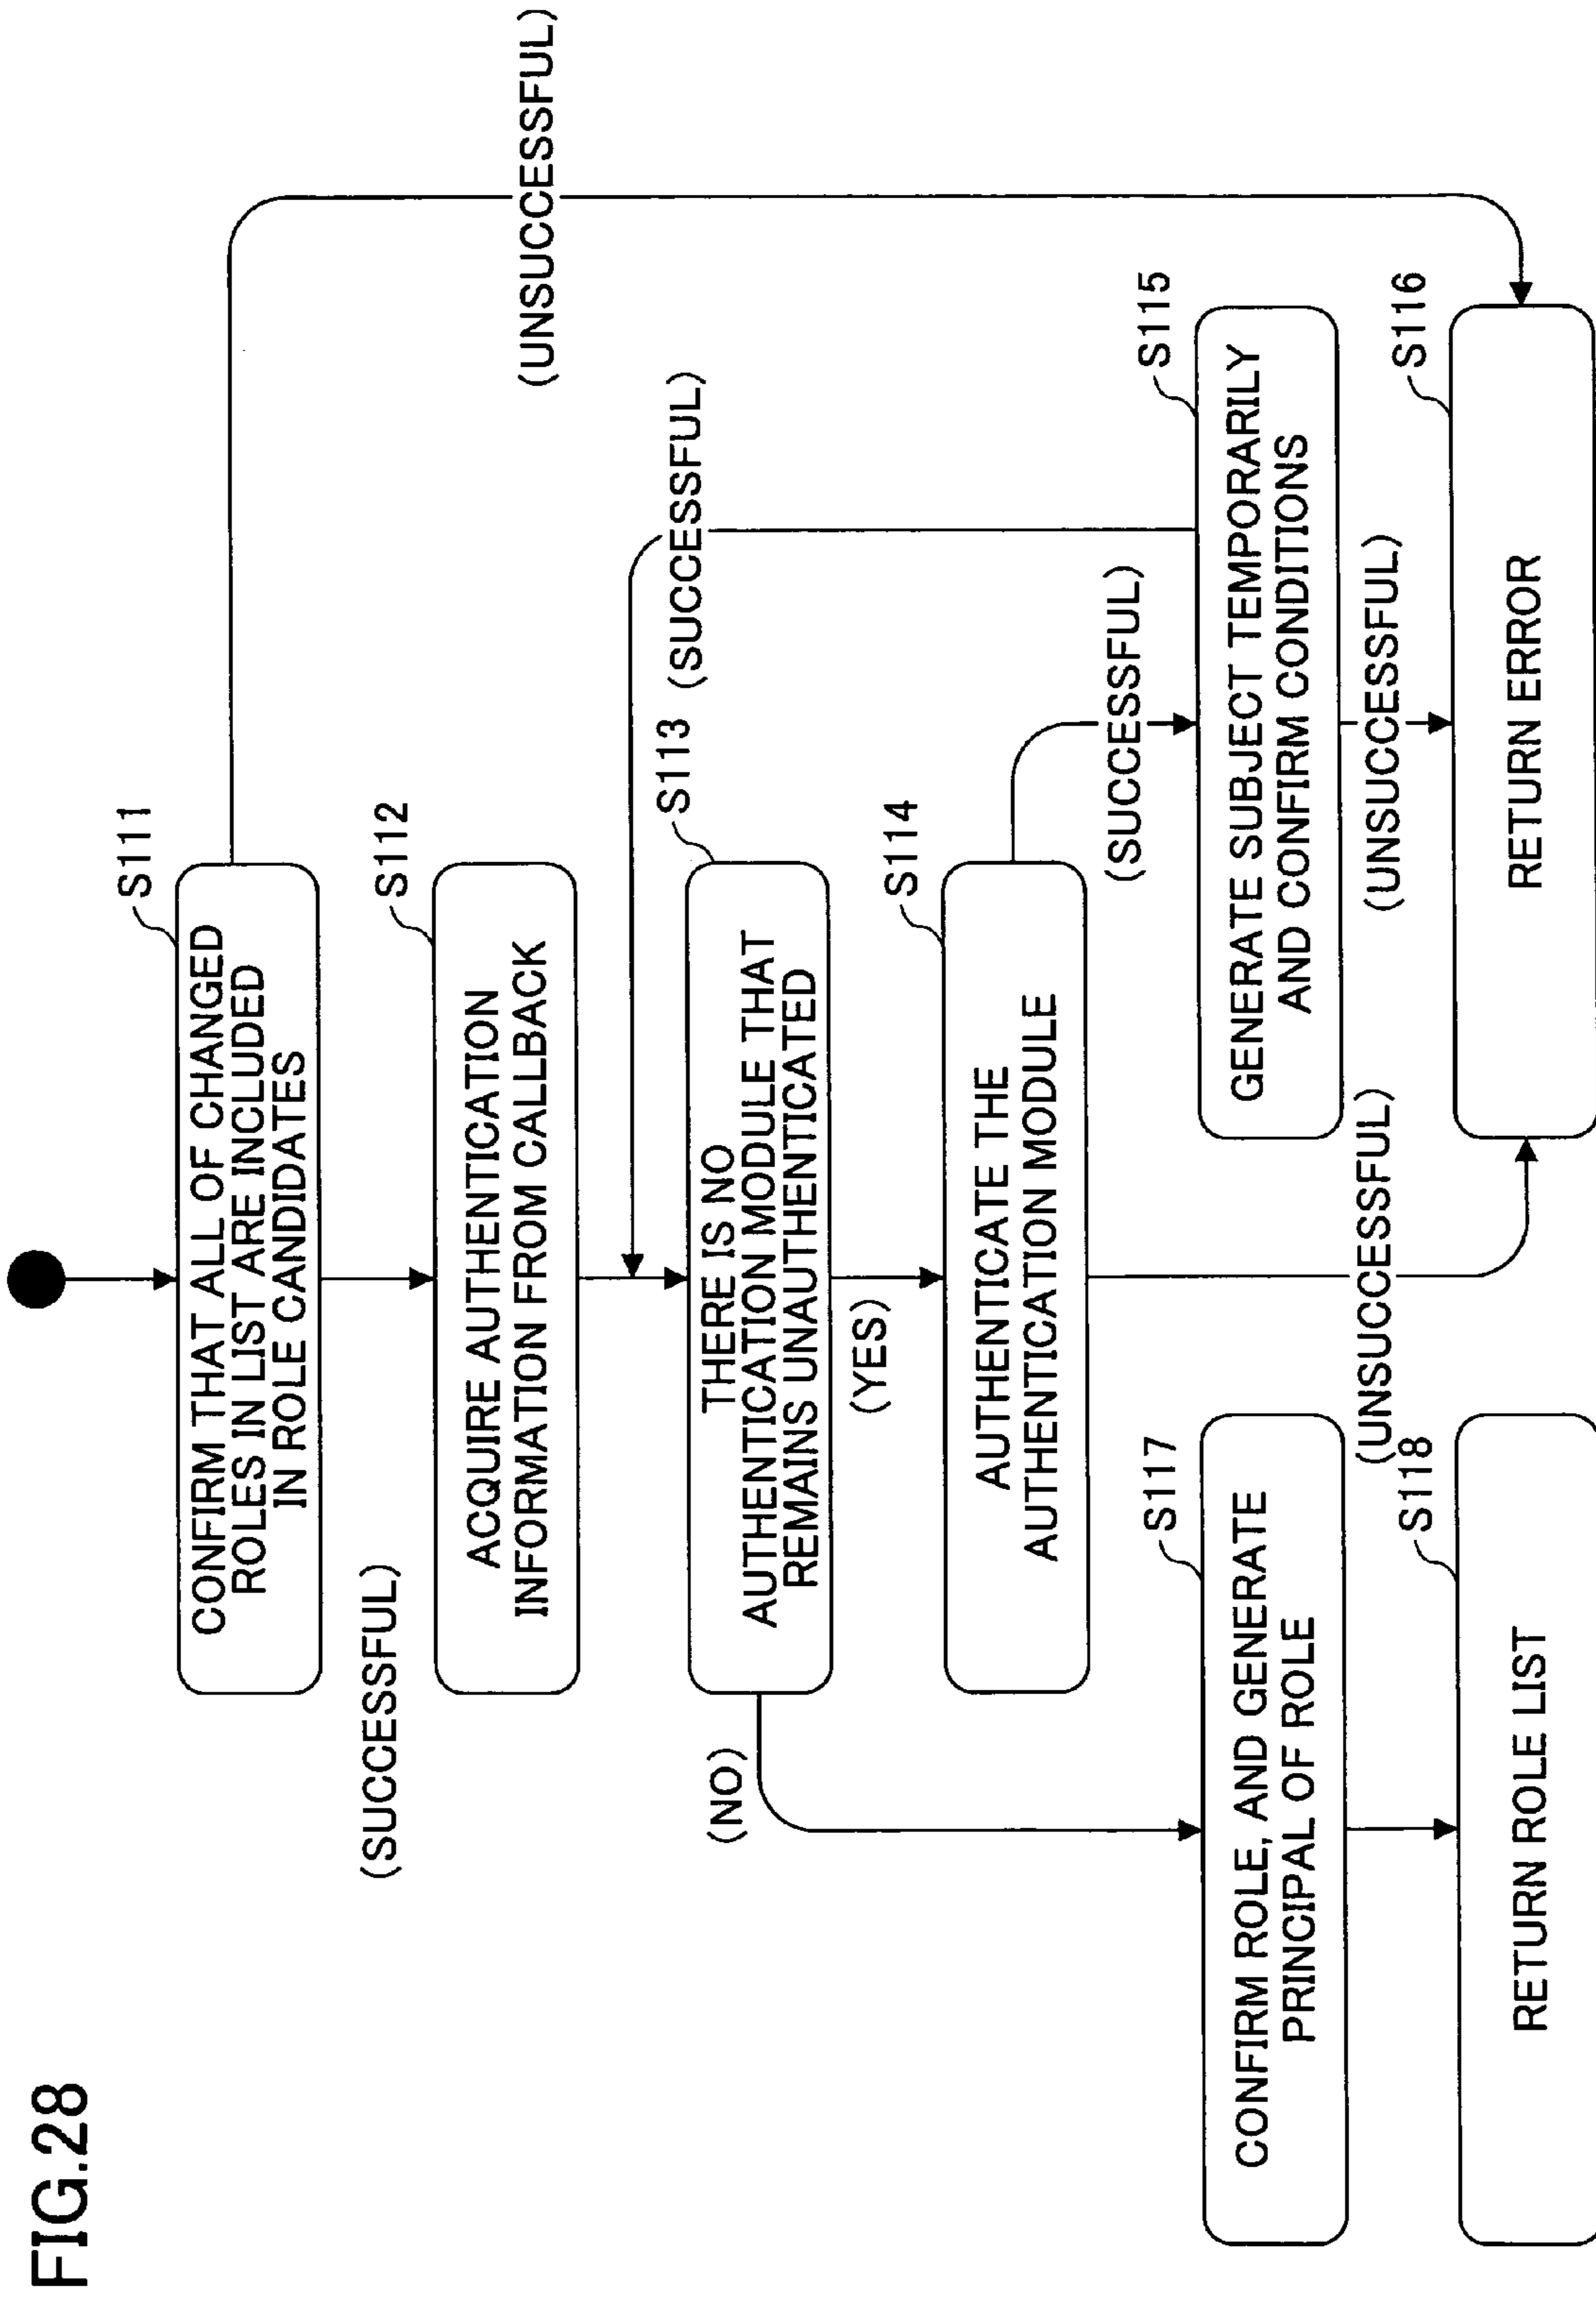 FIG.28
S111
CONFIRM THAT ALL OF CHANGED
ROLES IN LIST ARE INCLUDED
IN ROLE CANDIDATES
(SUCCESSFUL)
(UNSUCCESSFUL)
S112
ACQUIRE AUTHENTICATION
INFORMATION FROM CALLBACK
S113
(SUCCESSFUL)
THERE IS NO
AUTHENTICATION MODULE THAT
REMAINS UNAUTHENTICATED
(NO)
(YES)
S114
AUTHENTICATE THE
AUTHENTICATION MODULE
(SUCCESSFUL)
S117
CONFIRM ROLE, AND GENERATE
PRINCIPAL OF ROLE
S115
GENERATE SUBJECT TEMPORARILY
AND CONFIRM CONDITIONS
(UNSUCCESSFUL)
(UNSUCCESSFUL)
S118
RETURN ROLE LIST
S116
RETURN ERROR